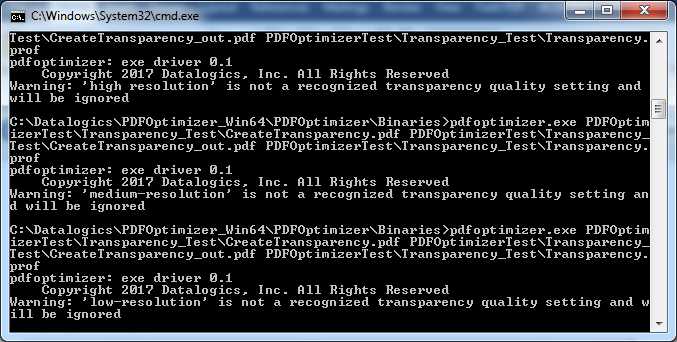 C:\Windows\System32\cmd.exe
Test\CreateTransparency_out.pdf PDFOptimizerTest\Transparency_Test\Transparency.
prof
pdfoptimizer: exe driver 0.1
Copyright 2017 Datalogics, Inc. All Rights Reserved
Warning: 'high resolution' is not a recognized transparency quality setting and
will be ignored
C:\Datalogics\PDFOptimizer_Win64\PDFOptimizer\Binaries>pdfoptimizer.exe PDFOptim
izerTest\Transparency_Test\CreateTransparency.pdf PDFOptimizerTest\Transparency_
Test\CreateTransparency_out.pdf PDFOptimizerTest\Transparency_Test\Transparency.
prof
pdfoptimizer: exe driver 0.1
Copyright 2017 Datalogics, Inc. All Rights Reserved
Warning: 'medium-resolution' is not a recognized transparency quality setting an
d will be ignored
C:\Datalogics\PDFOptimizer_Win64\PDFOptimizer\Binaries>pdfoptimizer.exe PDFOptim
izerTest\Transparency_Test\CreateTransparency.pdf PDFOptimizerTest\Transparency_
Test\CreateTransparency_out.pdf PDFOptimizerTest\Transparency_Test\Transparency.
prof
pdfoptimizer: exe driver 0.1
Copyright 2017 Datalogics, Inc. All Rights Reserved
Warning: 'low-resolution' is not a recognized transparency quality setting and w
ill be ignored